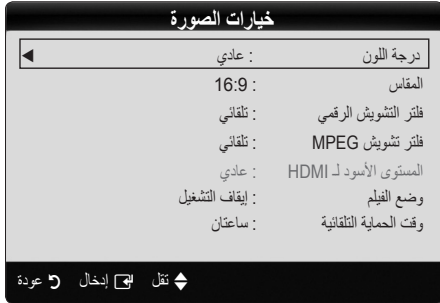 خيارات الصورة
درجة اللون : عادي
المقاس : 16:9
فلتر التشويش الرقمي : تلقائي
فلتر تشويش MPEG : تلقائي
المستوى الأسود لـ HDMI : عادي
وضع الفيلم : إيقاف التشغيل
وقت الحماية التلقائية : ساعتان
تقل إدخال عودة